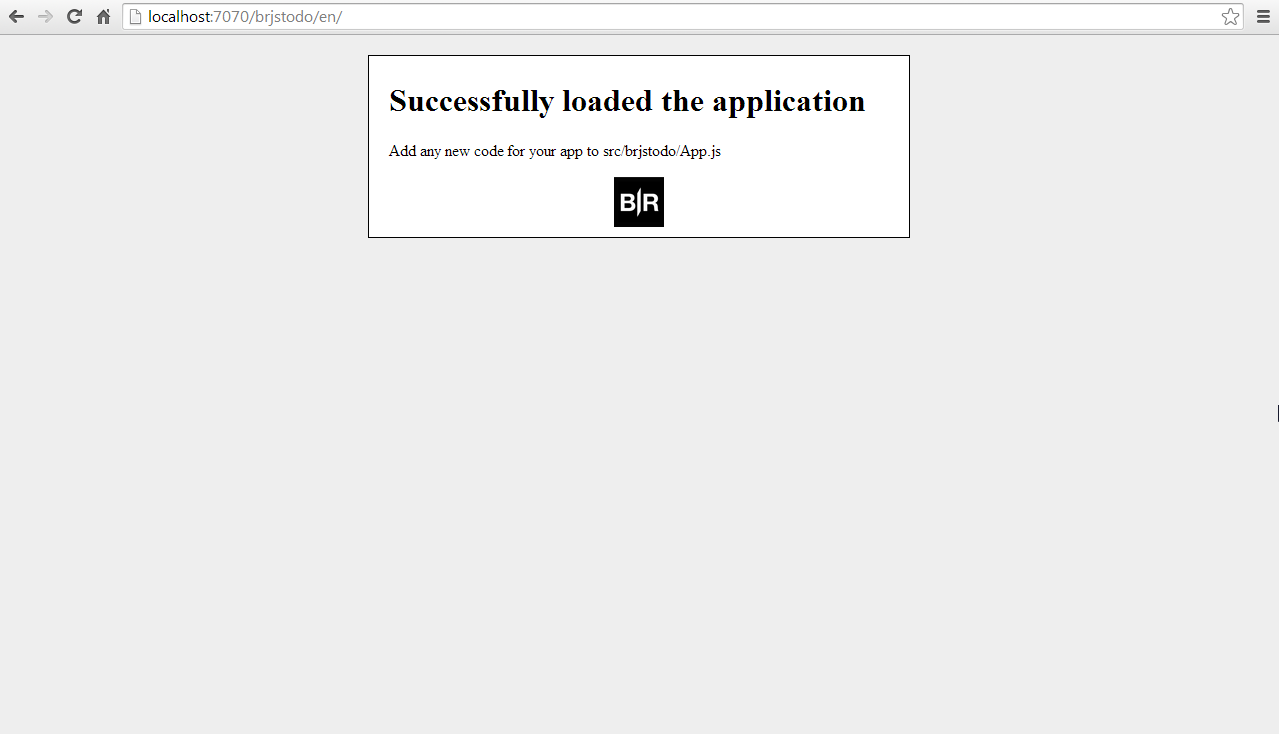 localhost:7070/brjstodo/en/
Successfully loaded the application
Add any new code for your app to src/brjstodo/App.js
B|R